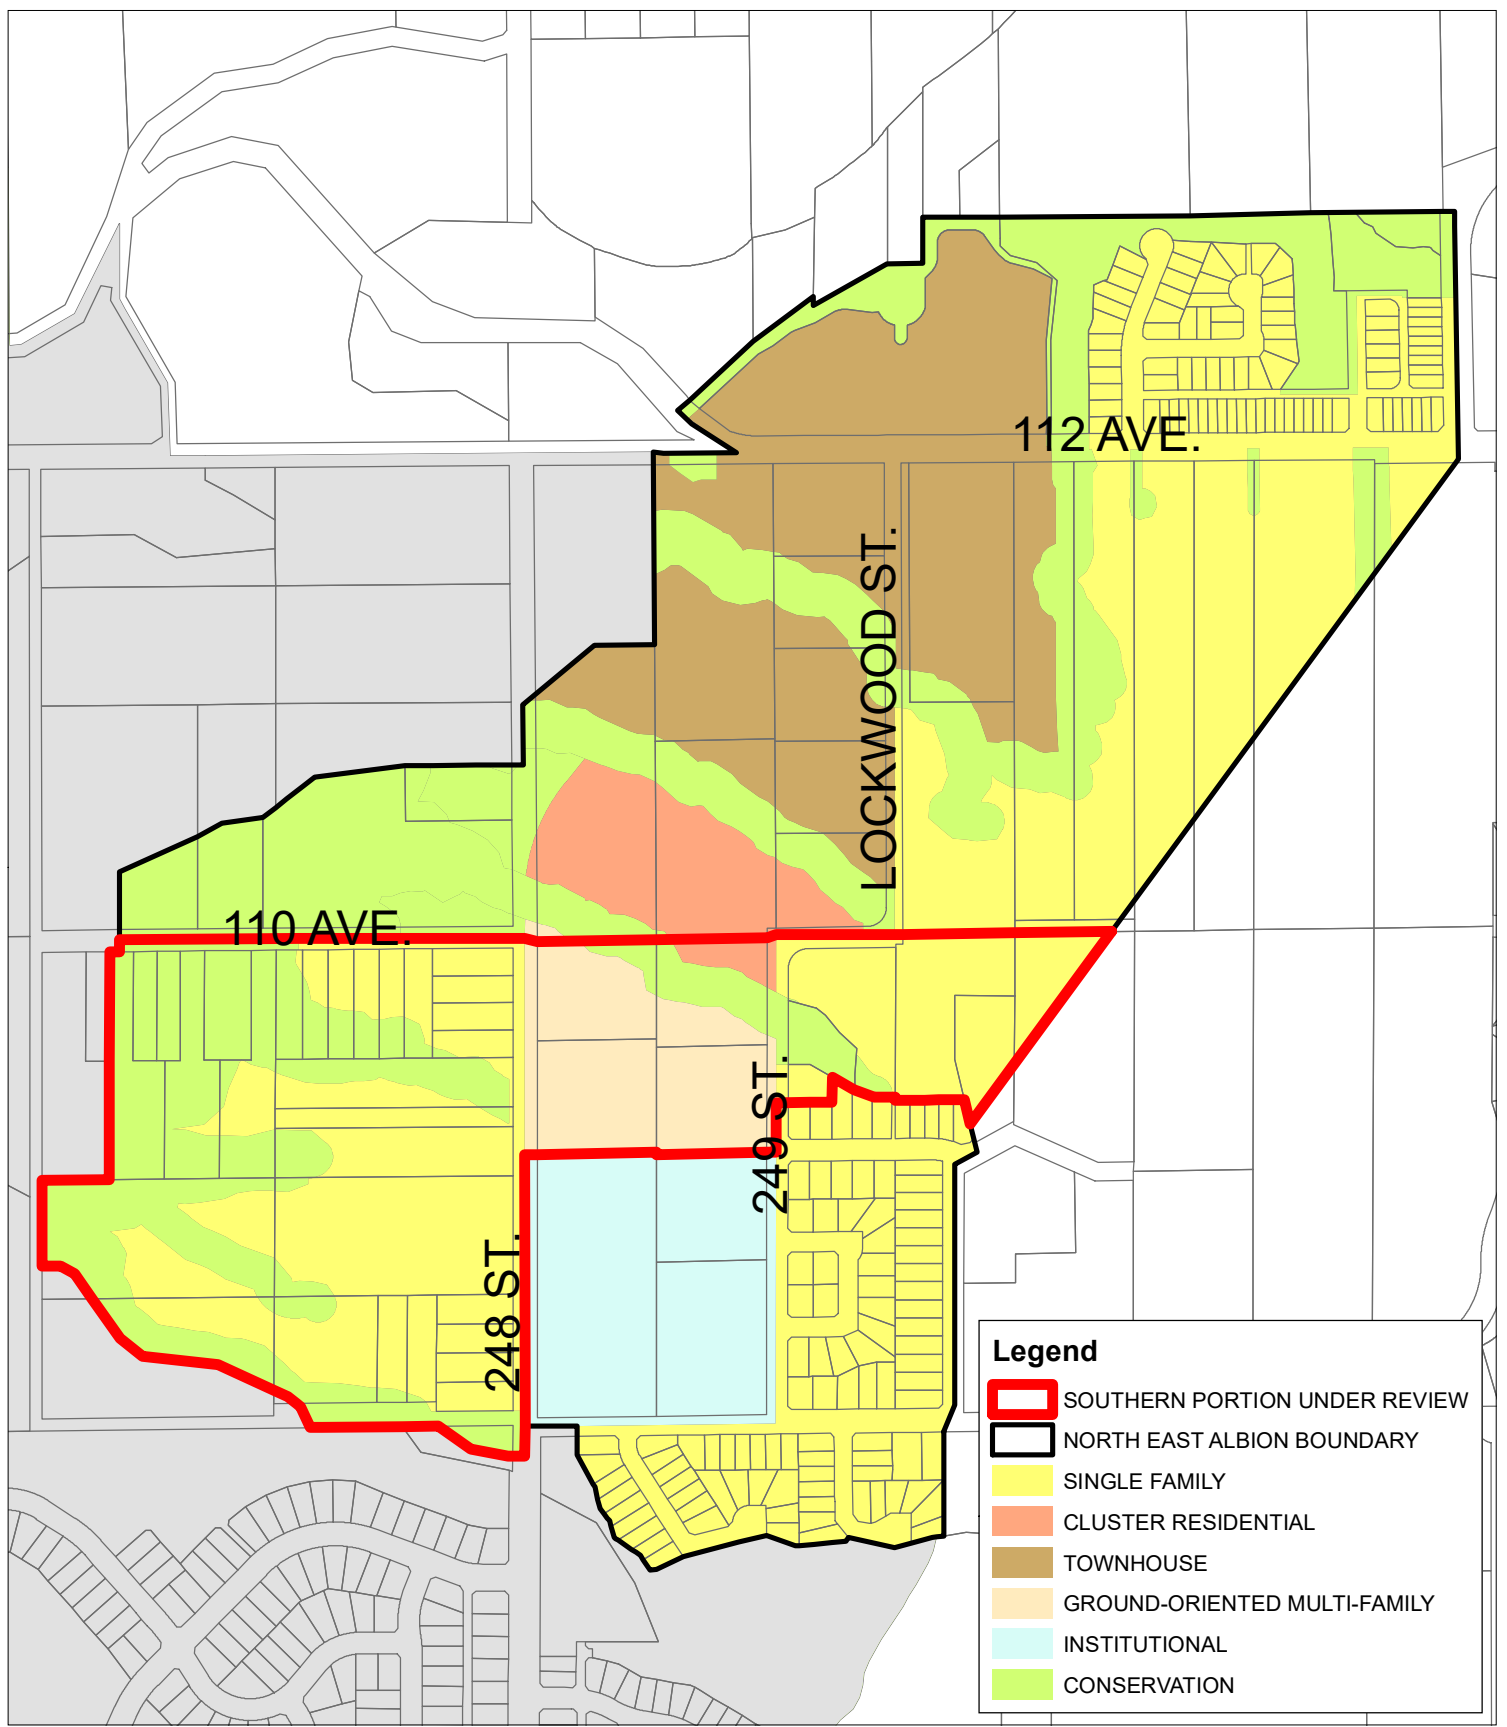 112 AVE.
LOCKWOOD ST.
110 AVE.
249 ST.
248 ST.
Legend
SOUTHERN PORTION UNDER REVIEW
NORTH EAST ALBION BOUNDARY
SINGLE FAMILY
CLUSTER RESIDENTIAL
TOWNHOUSE
GROUND-ORIENTED MULTI-FAMILY
INSTITUTIONAL
CONSERVATION